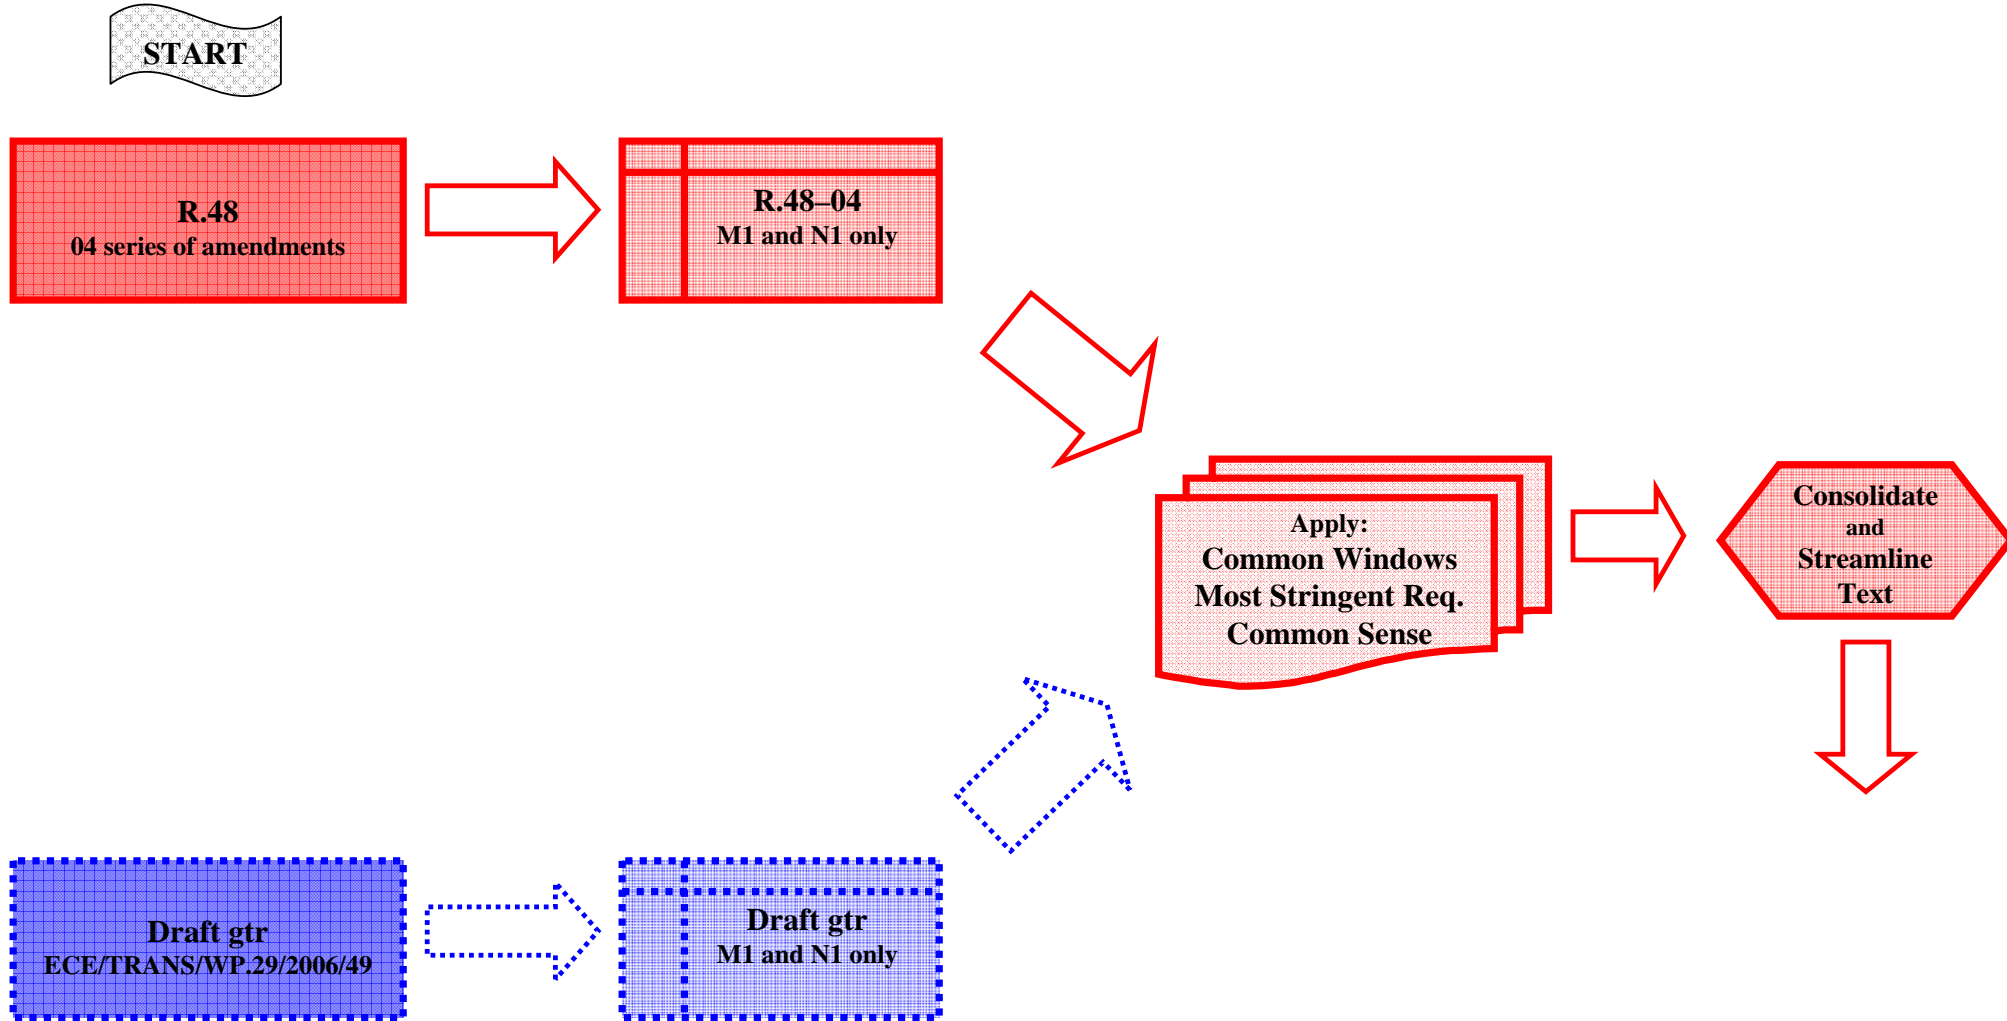 START
R.48
04 series of amendments
R.48–04
M1 and N1 only
Apply:
Common Windows
Most Stringent Req.
Common Sense
Consolidate
and
Streamline
Text
Draft gtr
ECE/TRANS/WP.29/2006/49
Draft gtr
M1 and N1 only